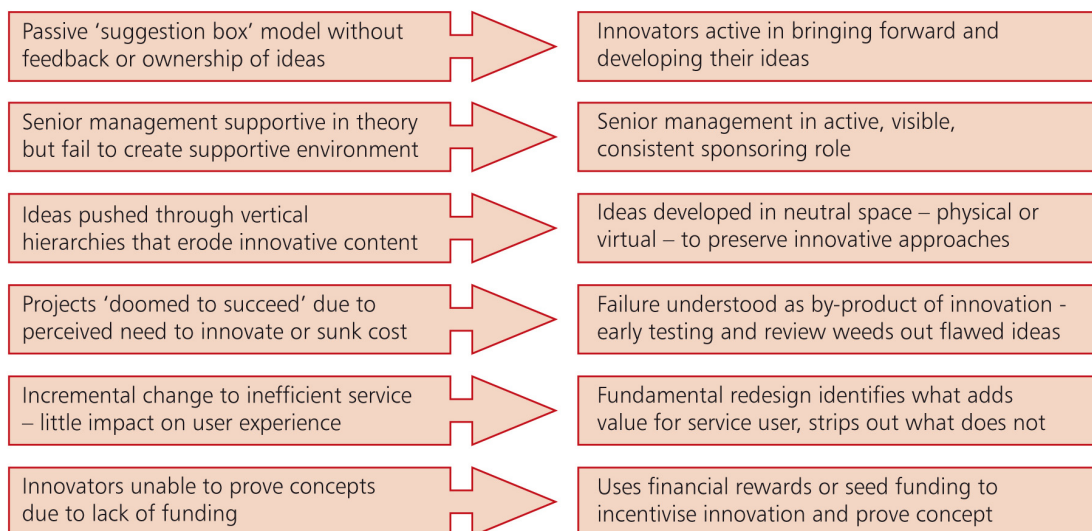 Passive ‘suggestion box’ model without
feedback or ownership of ideas
Innovators active in bringing forward and
developing their ideas
Senior management supportive in theory
but fail to create supportive environment
Senior management in active, visible,
consistent sponsoring role
Ideas pushed through vertical
hierarchies that erode innovative content
Ideas developed in neutral space – physical or
virtual – to preserve innovative approaches
Projects ‘doomed to succeed’ due to
perceived need to innovate or sunk cost
Failure understood as by-product of innovation -
early testing and review weeds out flawed ideas
Incremental change to inefficient service
– little impact on user experience
Fundamental redesign identifies what adds
value for service user, strips out what does not
Innovators unable to prove concepts
due to lack of funding
Uses financial rewards or seed funding to
incentivise innovation and prove concept